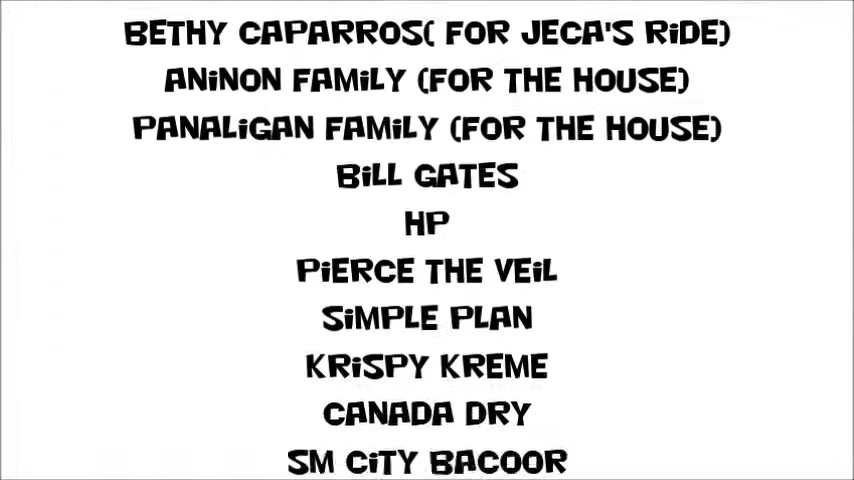 BETHY CAPARROS( FOR JECA'S RiDE)
ANiNON FAMiLY (FOR THE HOUSE)
PANALiGAN FAMiLY (FOR THE HOUSE)
BiLL GATES
HP
PiERCE THE VEiL
SiMPLE PLAN
KRiSPY KREME
CANADA DRY
SM CiTY BACOOR